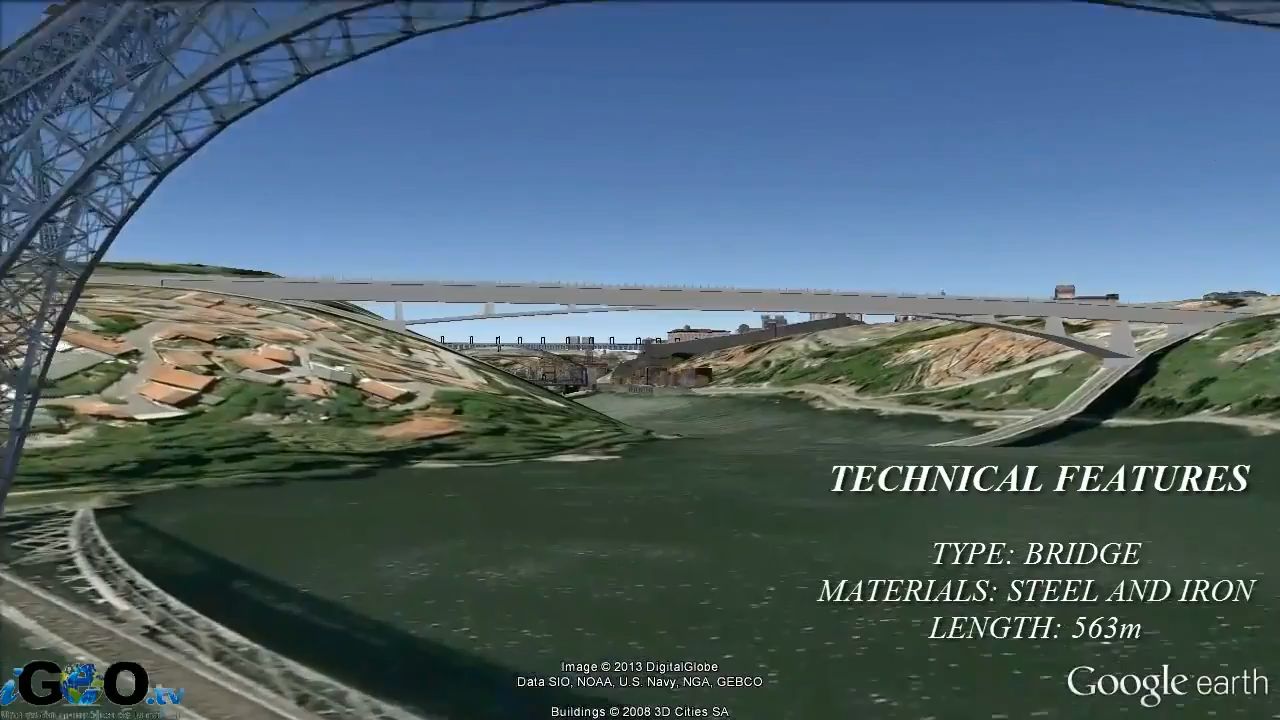 TECHNICAL FEATURES
TYPE: BRIDGE
MATERIALS: STEEL AND IRON
LENGTH: 563m
Image © 2013 DigitalGlobe
Data SIO, NOAA, U.S. Navy, NGA, GEBCO
Buildings © 2008 3D Cities SA
Google earth
iGEO.tv